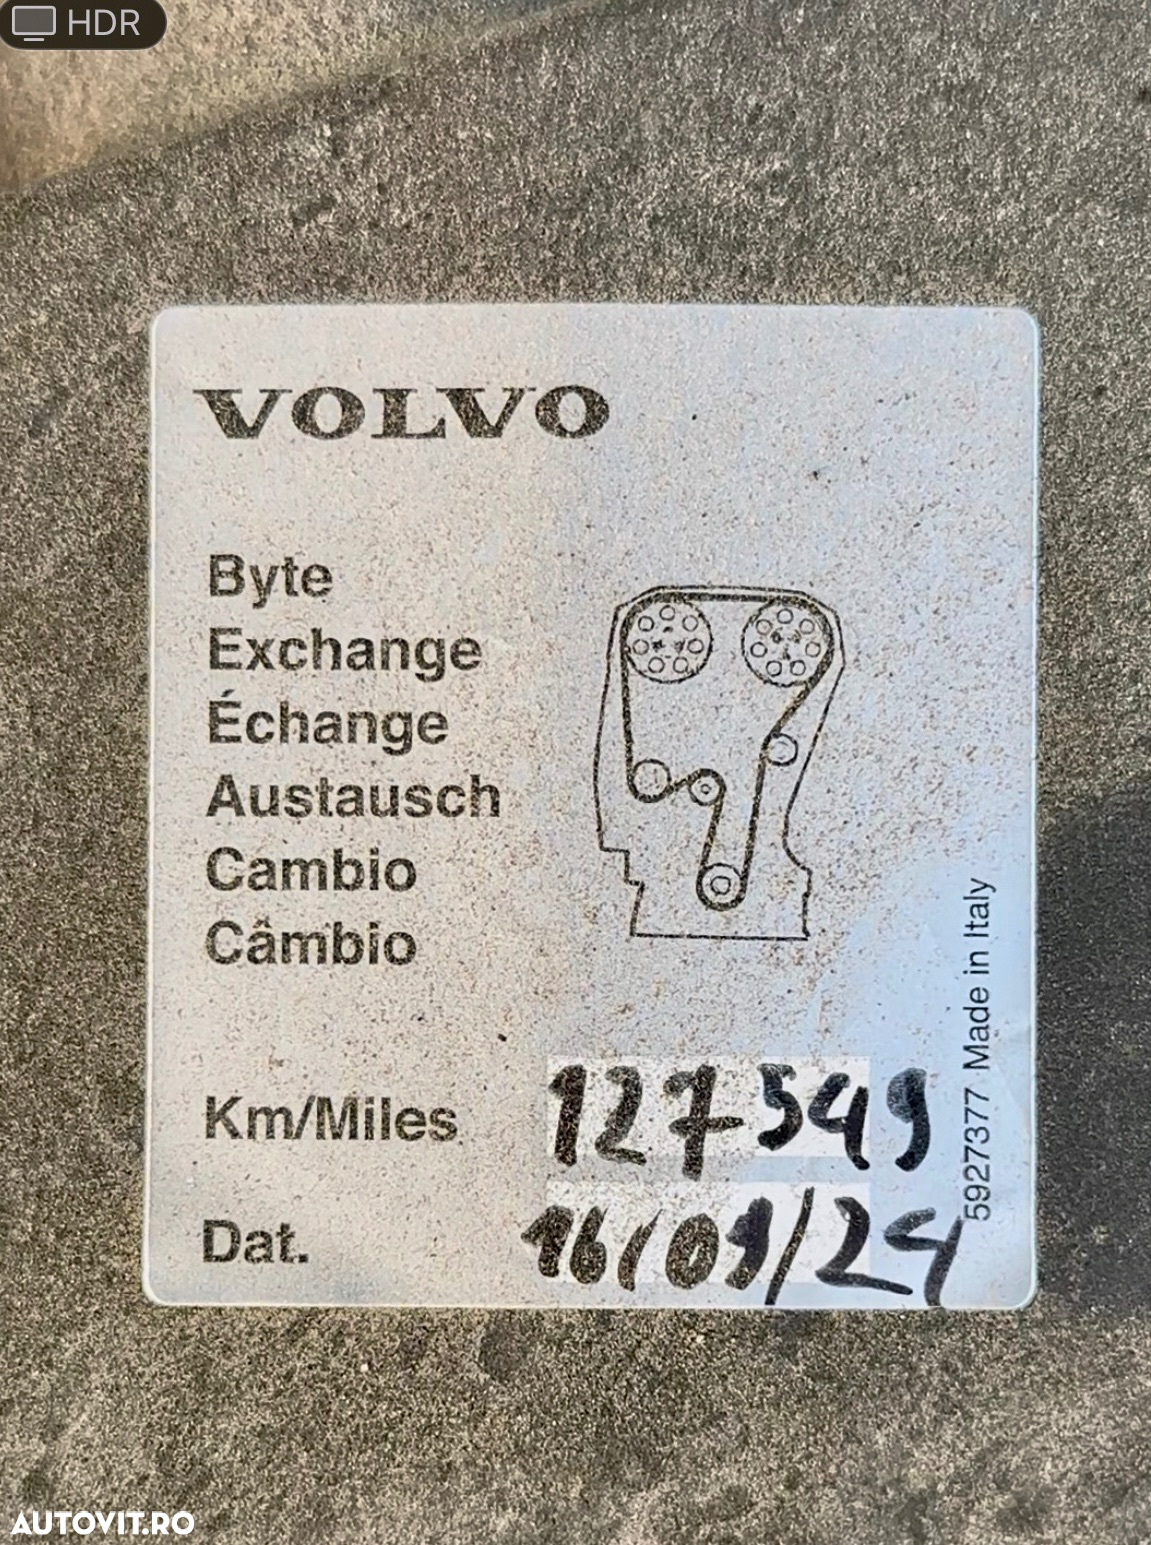 HDR
VOLVO
Byte
Exchange
Échange
Austausch
Cambio
Câmbio
Km/Miles 127549
Dat. 16/09/24
5927377 Made in Italy
AUTOVIT.RO